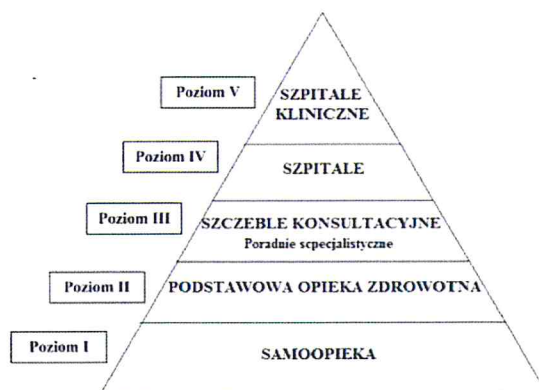 Poziom V
SZPITALE
KLINICZNE
Poziom IV
SZPITALE
Poziom III
SZCZEBLE KONSULTACYJNE
Poradnie scpecjalistyczne
Poziom II
PODSTAWOWA OPIEKA ZDROWOTNA
Poziom I
SAMOOPIEKA